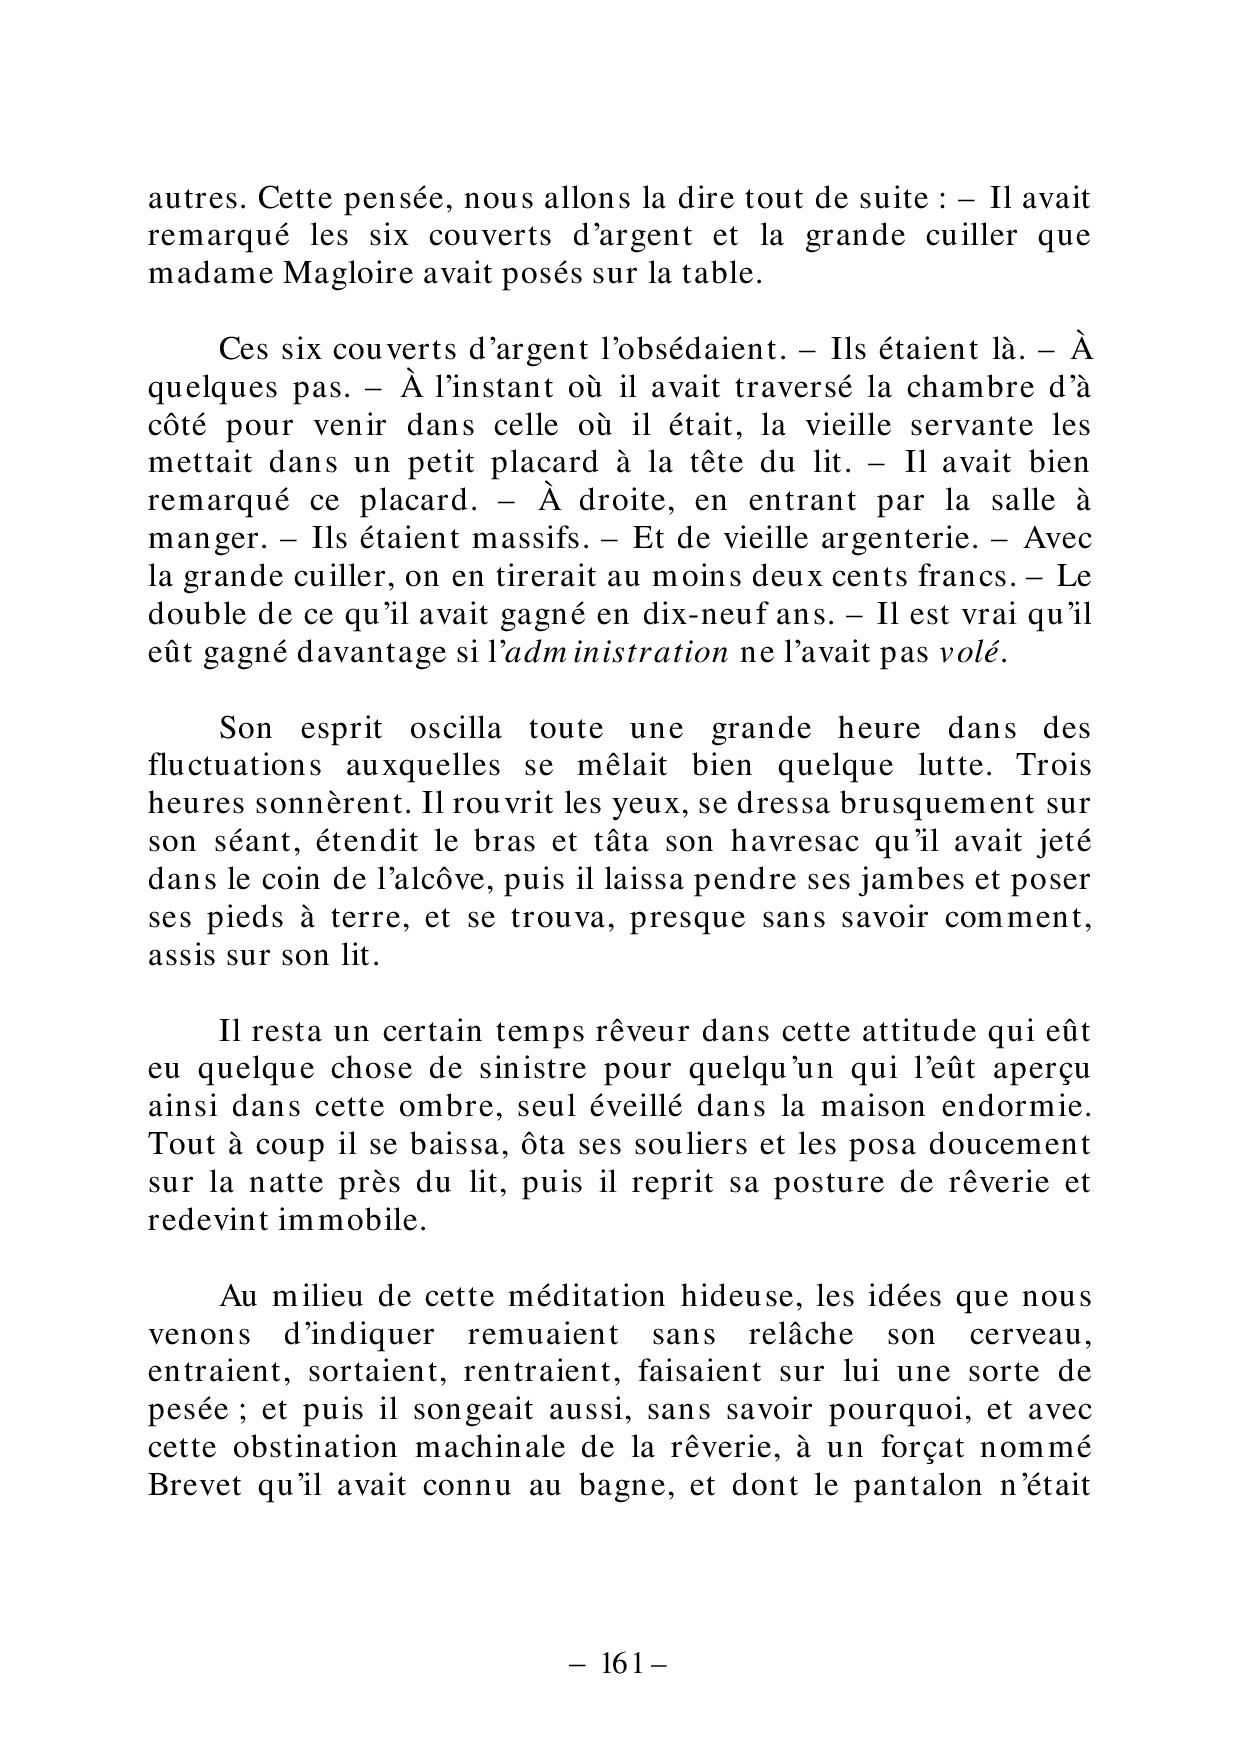 autres. Cette pensée, nous allons la dire tout de suite : – Il avait
remarqué les six couverts d’argent et la grande cuiller que
madame Magloire avait posés sur la table.
Ces six couverts d’argent l’obsédaient. – Ils étaient là. – À
quelques pas. – À l’instant où il avait traversé la chambre d’à
côté pour venir dans celle où il était, la vieille servante les
mettait dans un petit placard à la tête du lit. – Il avait bien
remarqué ce placard. – À droite, en entrant par la salle à
manger. – Ils étaient massifs. – Et de vieille argenterie. – Avec
la grande cuiller, on en tirerait au moins deux cents francs. – Le
double de ce qu’il avait gagné en dix-neuf ans. – Il est vrai qu’il
eût gagné davantage si l’administration ne l’avait pas volé.
Son esprit oscilla toute une grande heure dans des
fluctuations auxquelles se mêlait bien quelque lutte. Trois
heures sonnèrent. Il rouvrit les yeux, se dressa brusquement sur
son séant, étendit le bras et tâta son havresac qu’il avait jeté
dans le coin de l’alcôve, puis il laissa pendre ses jambes et poser
ses pieds à terre, et se trouva, presque sans savoir comment,
assis sur son lit.
Il resta un certain temps rêveur dans cette attitude qui eût
eu quelque chose de sinistre pour quelqu’un qui l’eût aperçu
ainsi dans cette ombre, seul éveillé dans la maison endormie.
Tout à coup il se baissa, ôta ses souliers et les posa doucement
sur la natte près du lit, puis il reprit sa posture de rêverie et
redevint immobile.
Au milieu de cette méditation hideuse, les idées que nous
venons d’indiquer remuaient sans relâche son cerveau,
entraient, sortaient, rentraient, faisaient sur lui une sorte de
pesée ; et puis il songeait aussi, sans savoir pourquoi, et avec
cette obstination machinale de la rêverie, à un forçat nommé
Brevet qu’il avait connu au bagne, et dont le pantalon n’était
– 161 –